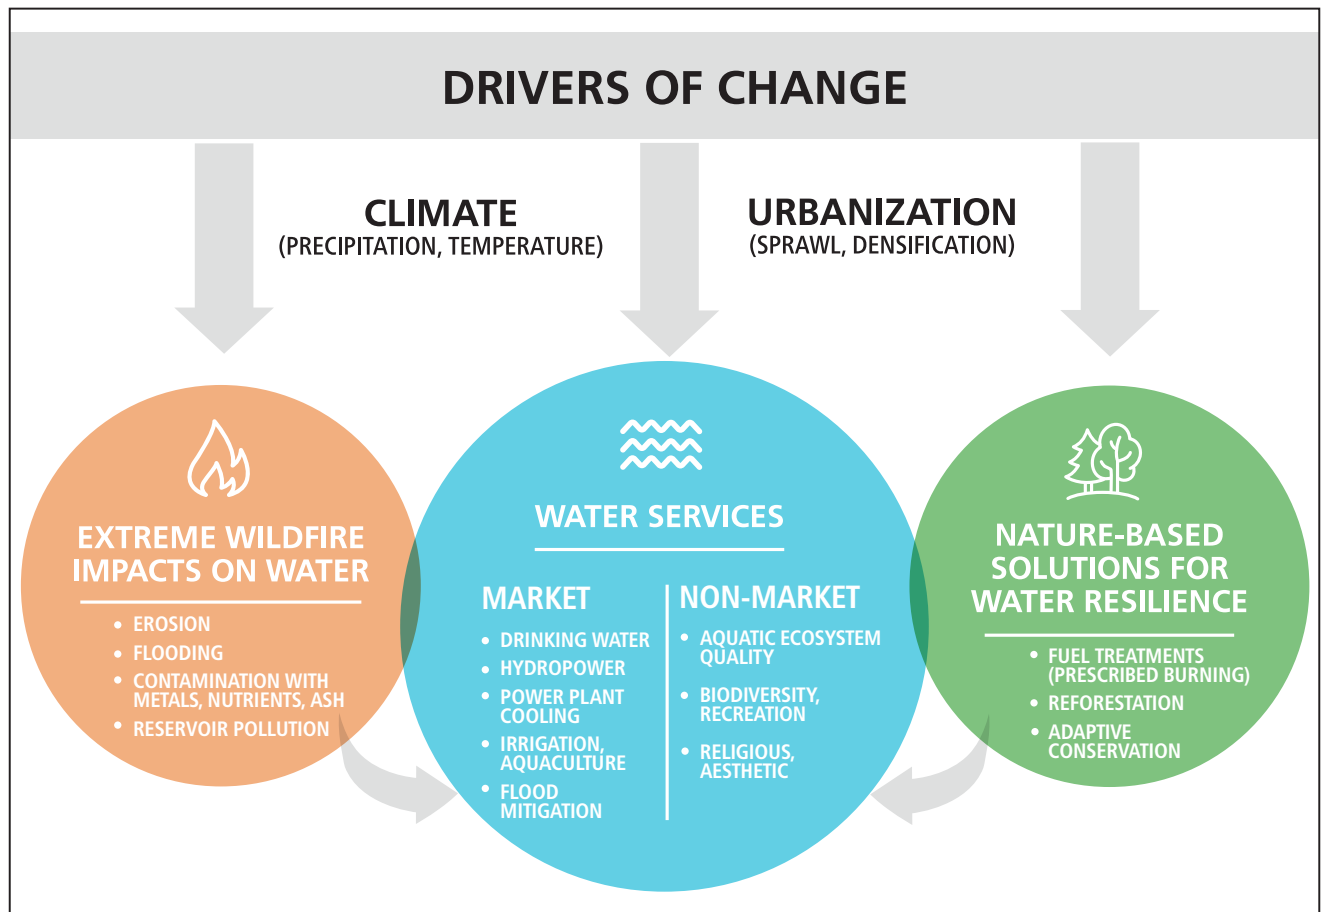 DRIVERS OF CHANGE
CLIMATE
(PRECIPITATION, TEMPERATURE)
URBANIZATION
(SPRAWL, DENSIFICATION)
EXTREME WILDFIRE
IMPACTS ON WATER
• EROSION
• FLOODING
• CONTAMINATION WITH
METALS, NUTRIENTS, ASH
• RESERVOIR POLLUTION
WATER SERVICES
MARKET
• DRINKING WATER
• HYDROPOWER
• POWER PLANT
COOLING
• IRRIGATION,
AQUACULTURE
• FLOOD
MITIGATION
NON-MARKET
• AQUATIC ECOSYSTEM
QUALITY
• BIODIVERSITY,
RECREATION
• RELIGIOUS,
AESTHETIC
NATURE-BASED
SOLUTIONS FOR
WATER RESILIENCE
• FUEL TREATMENTS
(PRESCRIBED BURNING)
• REFORESTATION
• ADAPTIVE
CONSERVATION